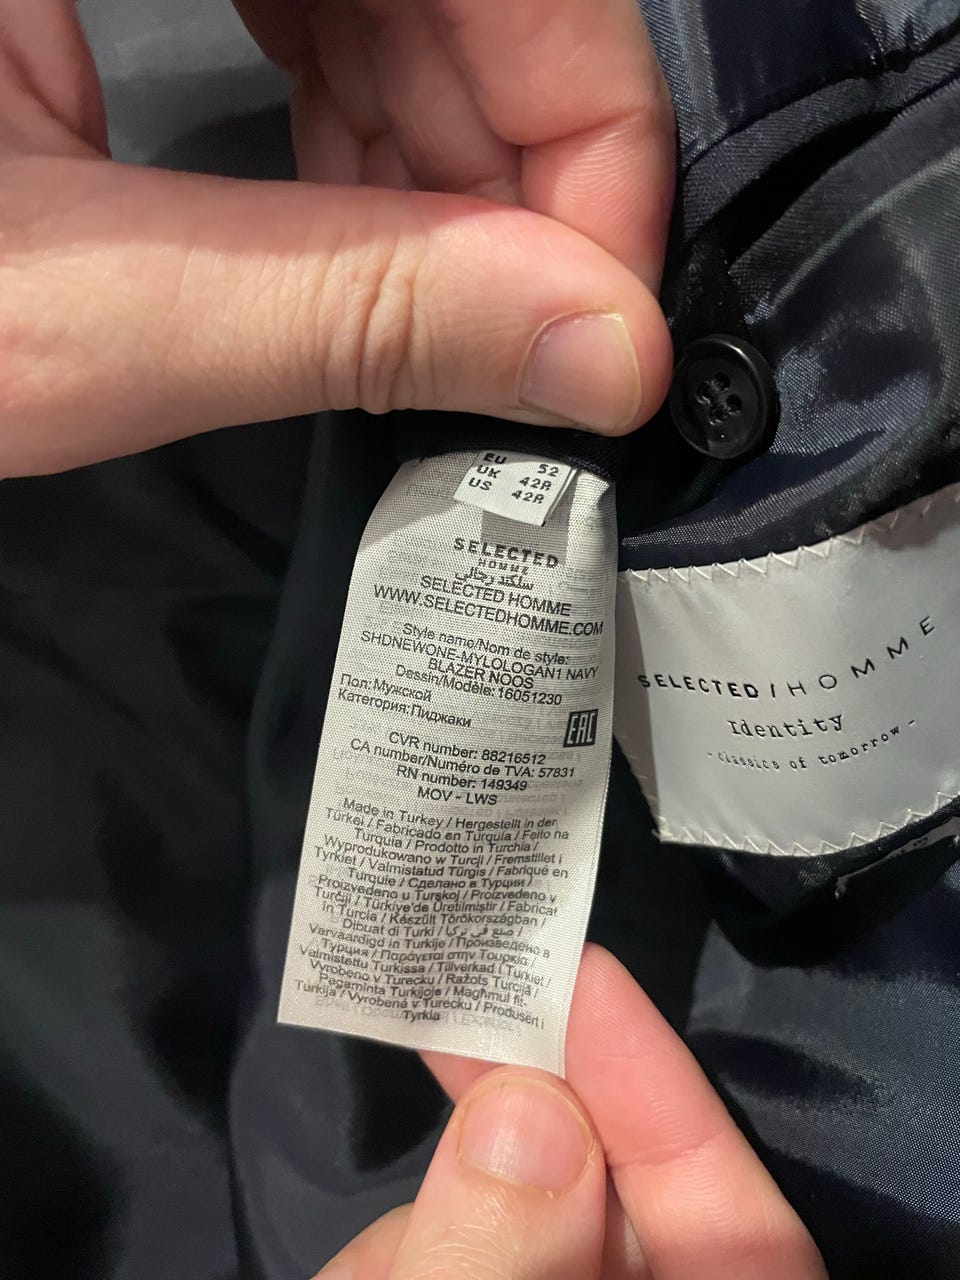 EU 52
UK 42R
US 42R
SELECTED
HOMME
سلكتد رجالي
SELECTED HOMME
WWW.SELECTEDHOMME.COM
Style name/Nom de style:
SHDNEWONE-MYLOLOGAN1 NAVY
BLAZER NOOS
Dessin/Modèle: 16051230
Пол:Мужской
Категория:Пиджаки
EAC
CVR number: 88216512
CA number/Numéro de TVA: 57831
RN number: 149349
MOV - LWS
Made in Turkey / Hergestellt in der
Türkei / Fabricado en Turquia / Feito na
Turquia / Prodotto in Turchia /
Wyprodukowano w Turcji / Fremstillet i
Tyrkiet / Valmistatud Türgis / Fabriqué en
Turquie / Сделано в Турции /
Proizvedeno u Turskoj / Proizvedeno v
Turčiji / Türkiye'de Üretilmiştir / Fabricat
în Turcia / Készült Törökországban /
Dibuat di Turki / صنع في تركيا /
Vervaardigd in Turkije / Произведено в
Турция / Παράγεται στην Τουρκία /
Valmistettu Turkissa / Tillverkad i Turkiet /
Vyrobeno v Turecku / Ražots Turcijā /
Pagaminta Turkijoje / Magħmul fit-
Turkija / Vyrobené v Turecku / Produsert i
Tyrkia
SELECTED/HOMME
Identity
-classics of tomorrow-